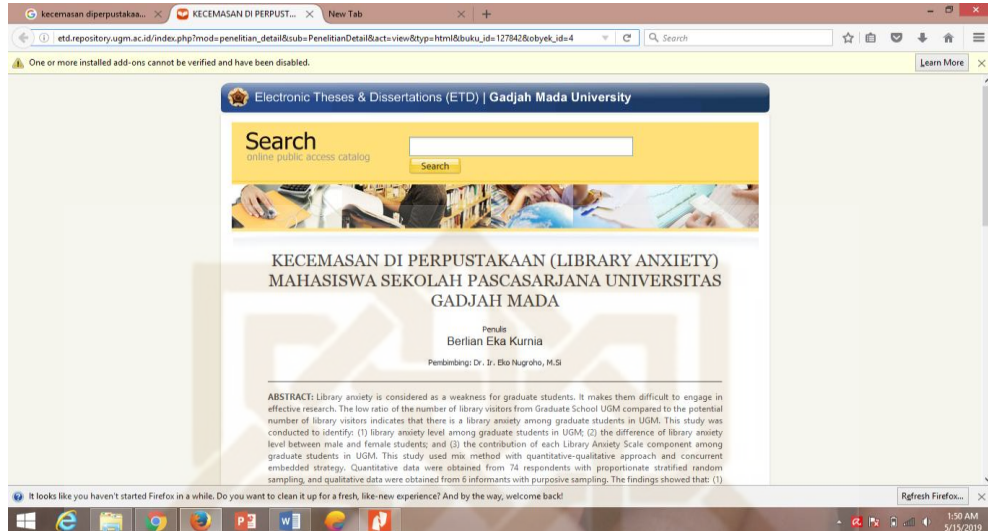 kecemasan diperpustakaa...
KECEMASAN DI PERPUST...
New Tab
etd.repository.ugm.ac.id/index.php?mod=penelitian_detail&sub=PenelitianDetail&act=view&typ=html&buku_id=127842&obyek_id=4
Search
One or more installed add-ons cannot be verified and have been disabled.
Learn More
Electronic Theses & Dissertations (ETD) | Gadjah Mada University
Search
online public access catalog
Search
KECEMASAN DI PERPUSTAKAAN (LIBRARY ANXIETY)
MAHASISWA SEKOLAH PASCASARJANA UNIVERSITAS
GADJAH MADA
Penulis
Berlian Eka Kurnia
Pembimbing: Dr. Ir. Eko Nugroho, M.Si
ABSTRACT: Library anxiety is considered as a weakness for graduate students. It makes them difficult to engage in
effective research. The low ratio of the number of library visitors from Graduate School UGM compared to the potential
number of library visitors indicates that there is a library anxiety among graduate students in UGM. This study was
conducted to identify: (1) library anxiety level among graduate students in UGM; (2) the difference of library anxiety
level between male and female students; and (3) the contribution of each Library Anxiety Scale component among
graduate students in UGM. This study used mix method with quantitative-qualitative approach and concurrent
embedded strategy. Quantitative data were obtained from 74 respondents with proportionate stratified random
sampling, and qualitative data were obtained from 6 informants with purposive sampling. The findings showed that: (1)
It looks like you haven't started Firefox in a while. Do you want to clean it up for a fresh, like-new experience? And by the way, welcome back!
Refresh Firefox...
1:50 AM
5/15/2019